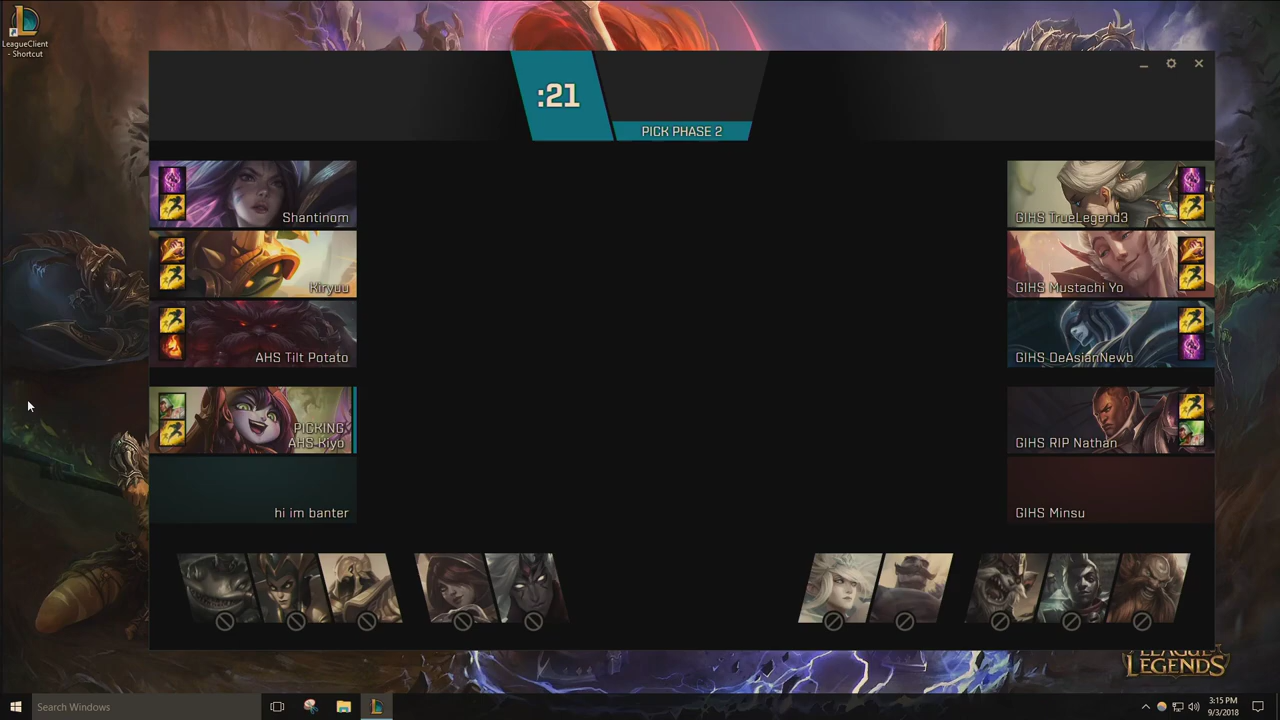 LeagueClient
- Shortcut
:21
PICK PHASE 2
Shantinom
Kiryuu
AHS Tilt Potato
PICKING:
AHS Kiyo
hi im banter
GIHS TrueLegend3
GIHS Mustachi Yo
GIHS DeAsianNewb
GIHS RIP Nathan
GIHS Minsu
LEAGUE OF
LEGENDS
Search Windows
3:15 PM
9/3/2018